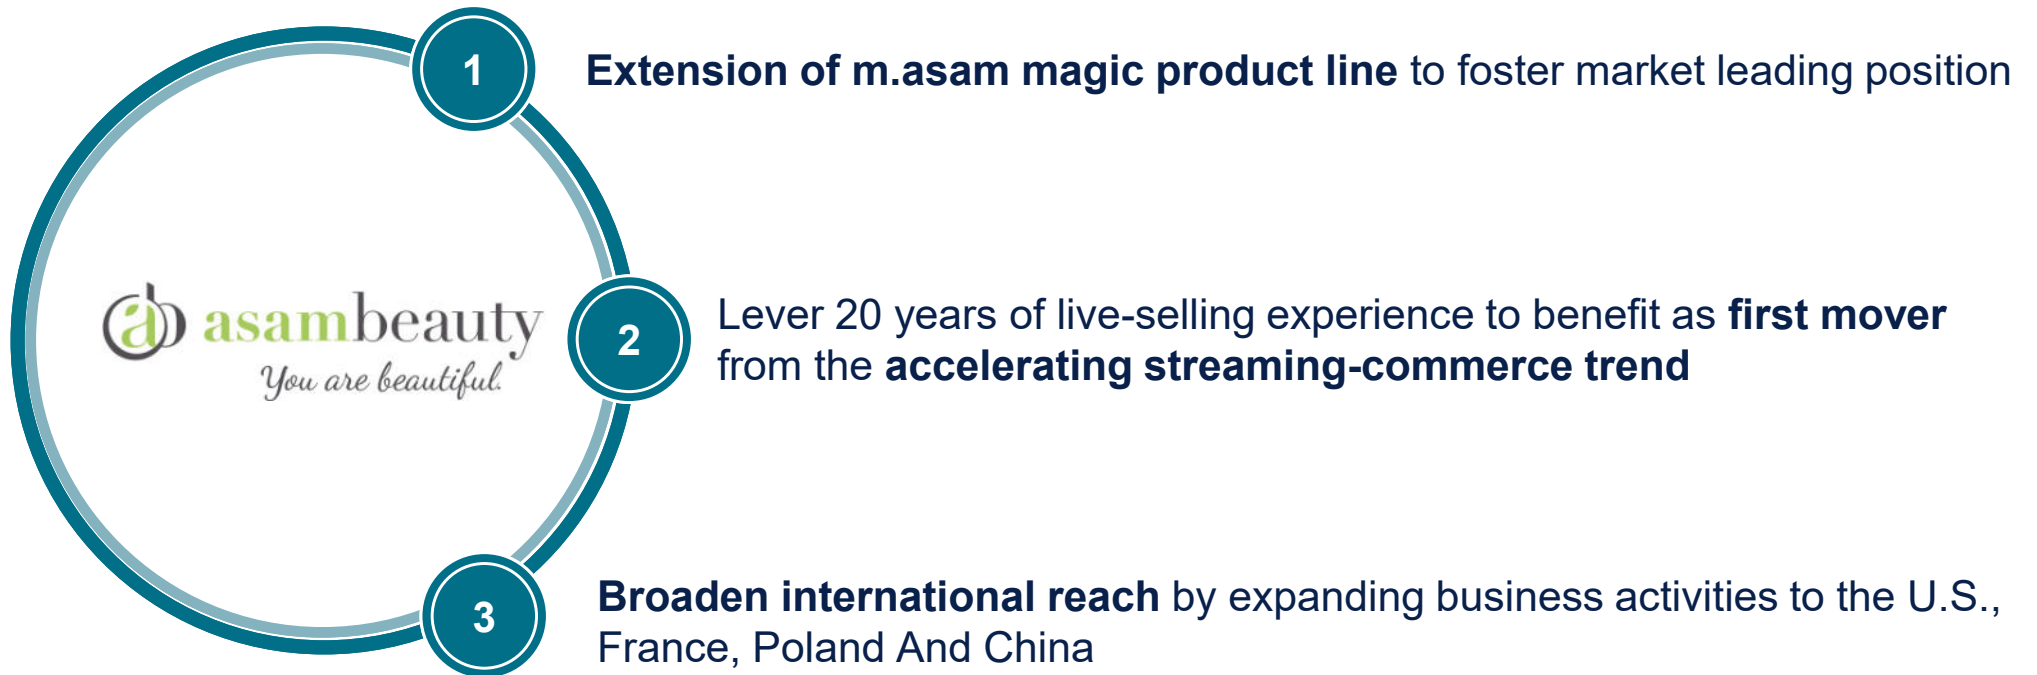 1
Extension of m.asam magic product line to foster market leading position
asambeauty
You are beautiful.
2
Lever 20 years of live-selling experience to benefit as first mover
from the accelerating streaming-commerce trend
3
Broaden international reach by expanding business activities to the U.S.,
France, Poland And China